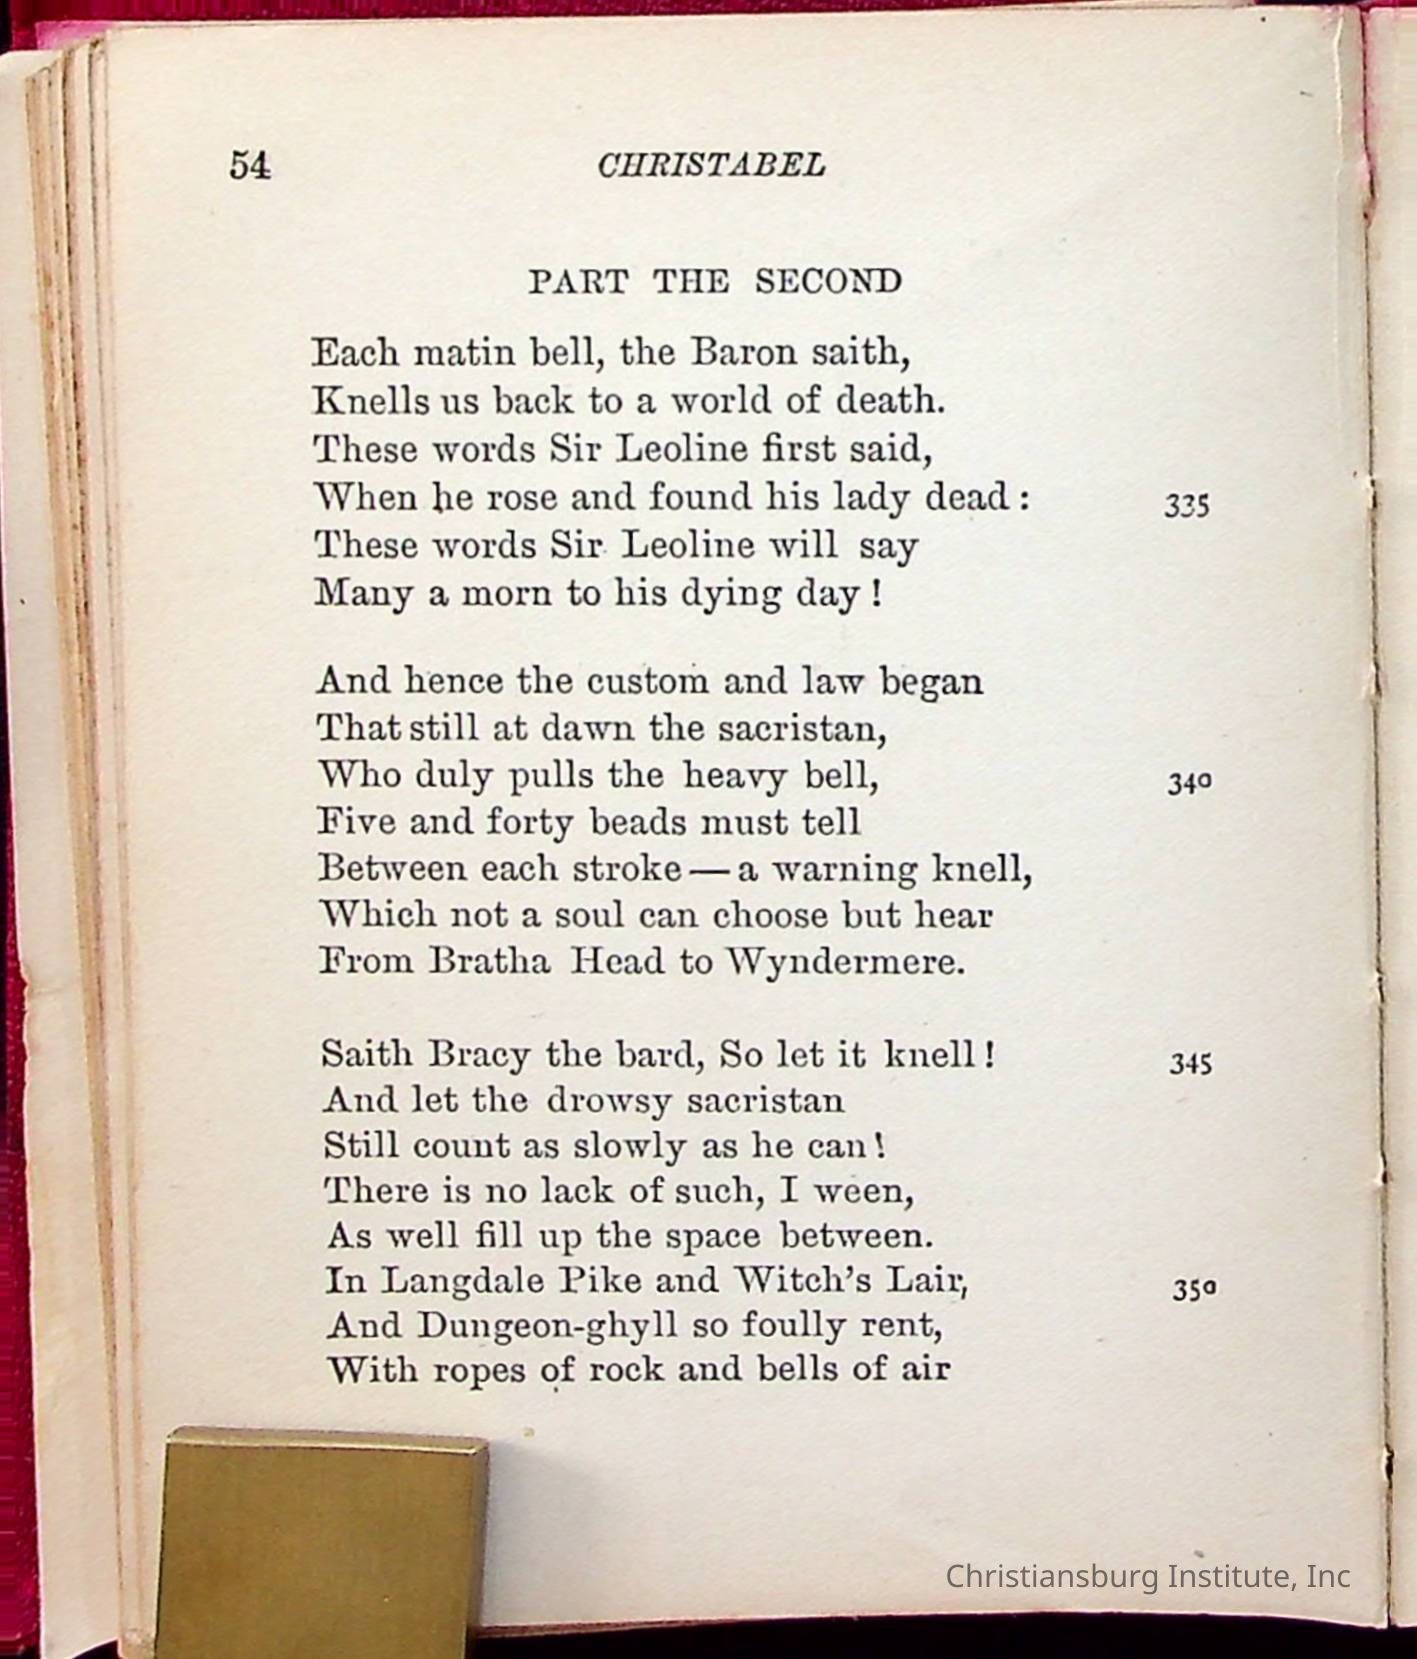 54 CHRISTABEL
PART THE SECOND
Each matin bell, the Baron saith,
Knells us back to a world of death.
These words Sir Leoline first said,
When he rose and found his lady dead : 335
These words Sir Leoline will say
Many a morn to his dying day !
And hence the custom and law began
That still at dawn the sacristan,
Who duly pulls the heavy bell, 340
Five and forty beads must tell
Between each stroke — a warning knell,
Which not a soul can choose but hear
From Bratha Head to Wyndermere.
Saith Bracy the bard, So let it knell ! 345
And let the drowsy sacristan
Still count as slowly as he can !
There is no lack of such, I ween,
As well fill up the space between.
In Langdale Pike and Witch's Lair, 350
And Dungeon-ghyll so foully rent,
With ropes of rock and bells of air
Christiansburg Institute, Inc